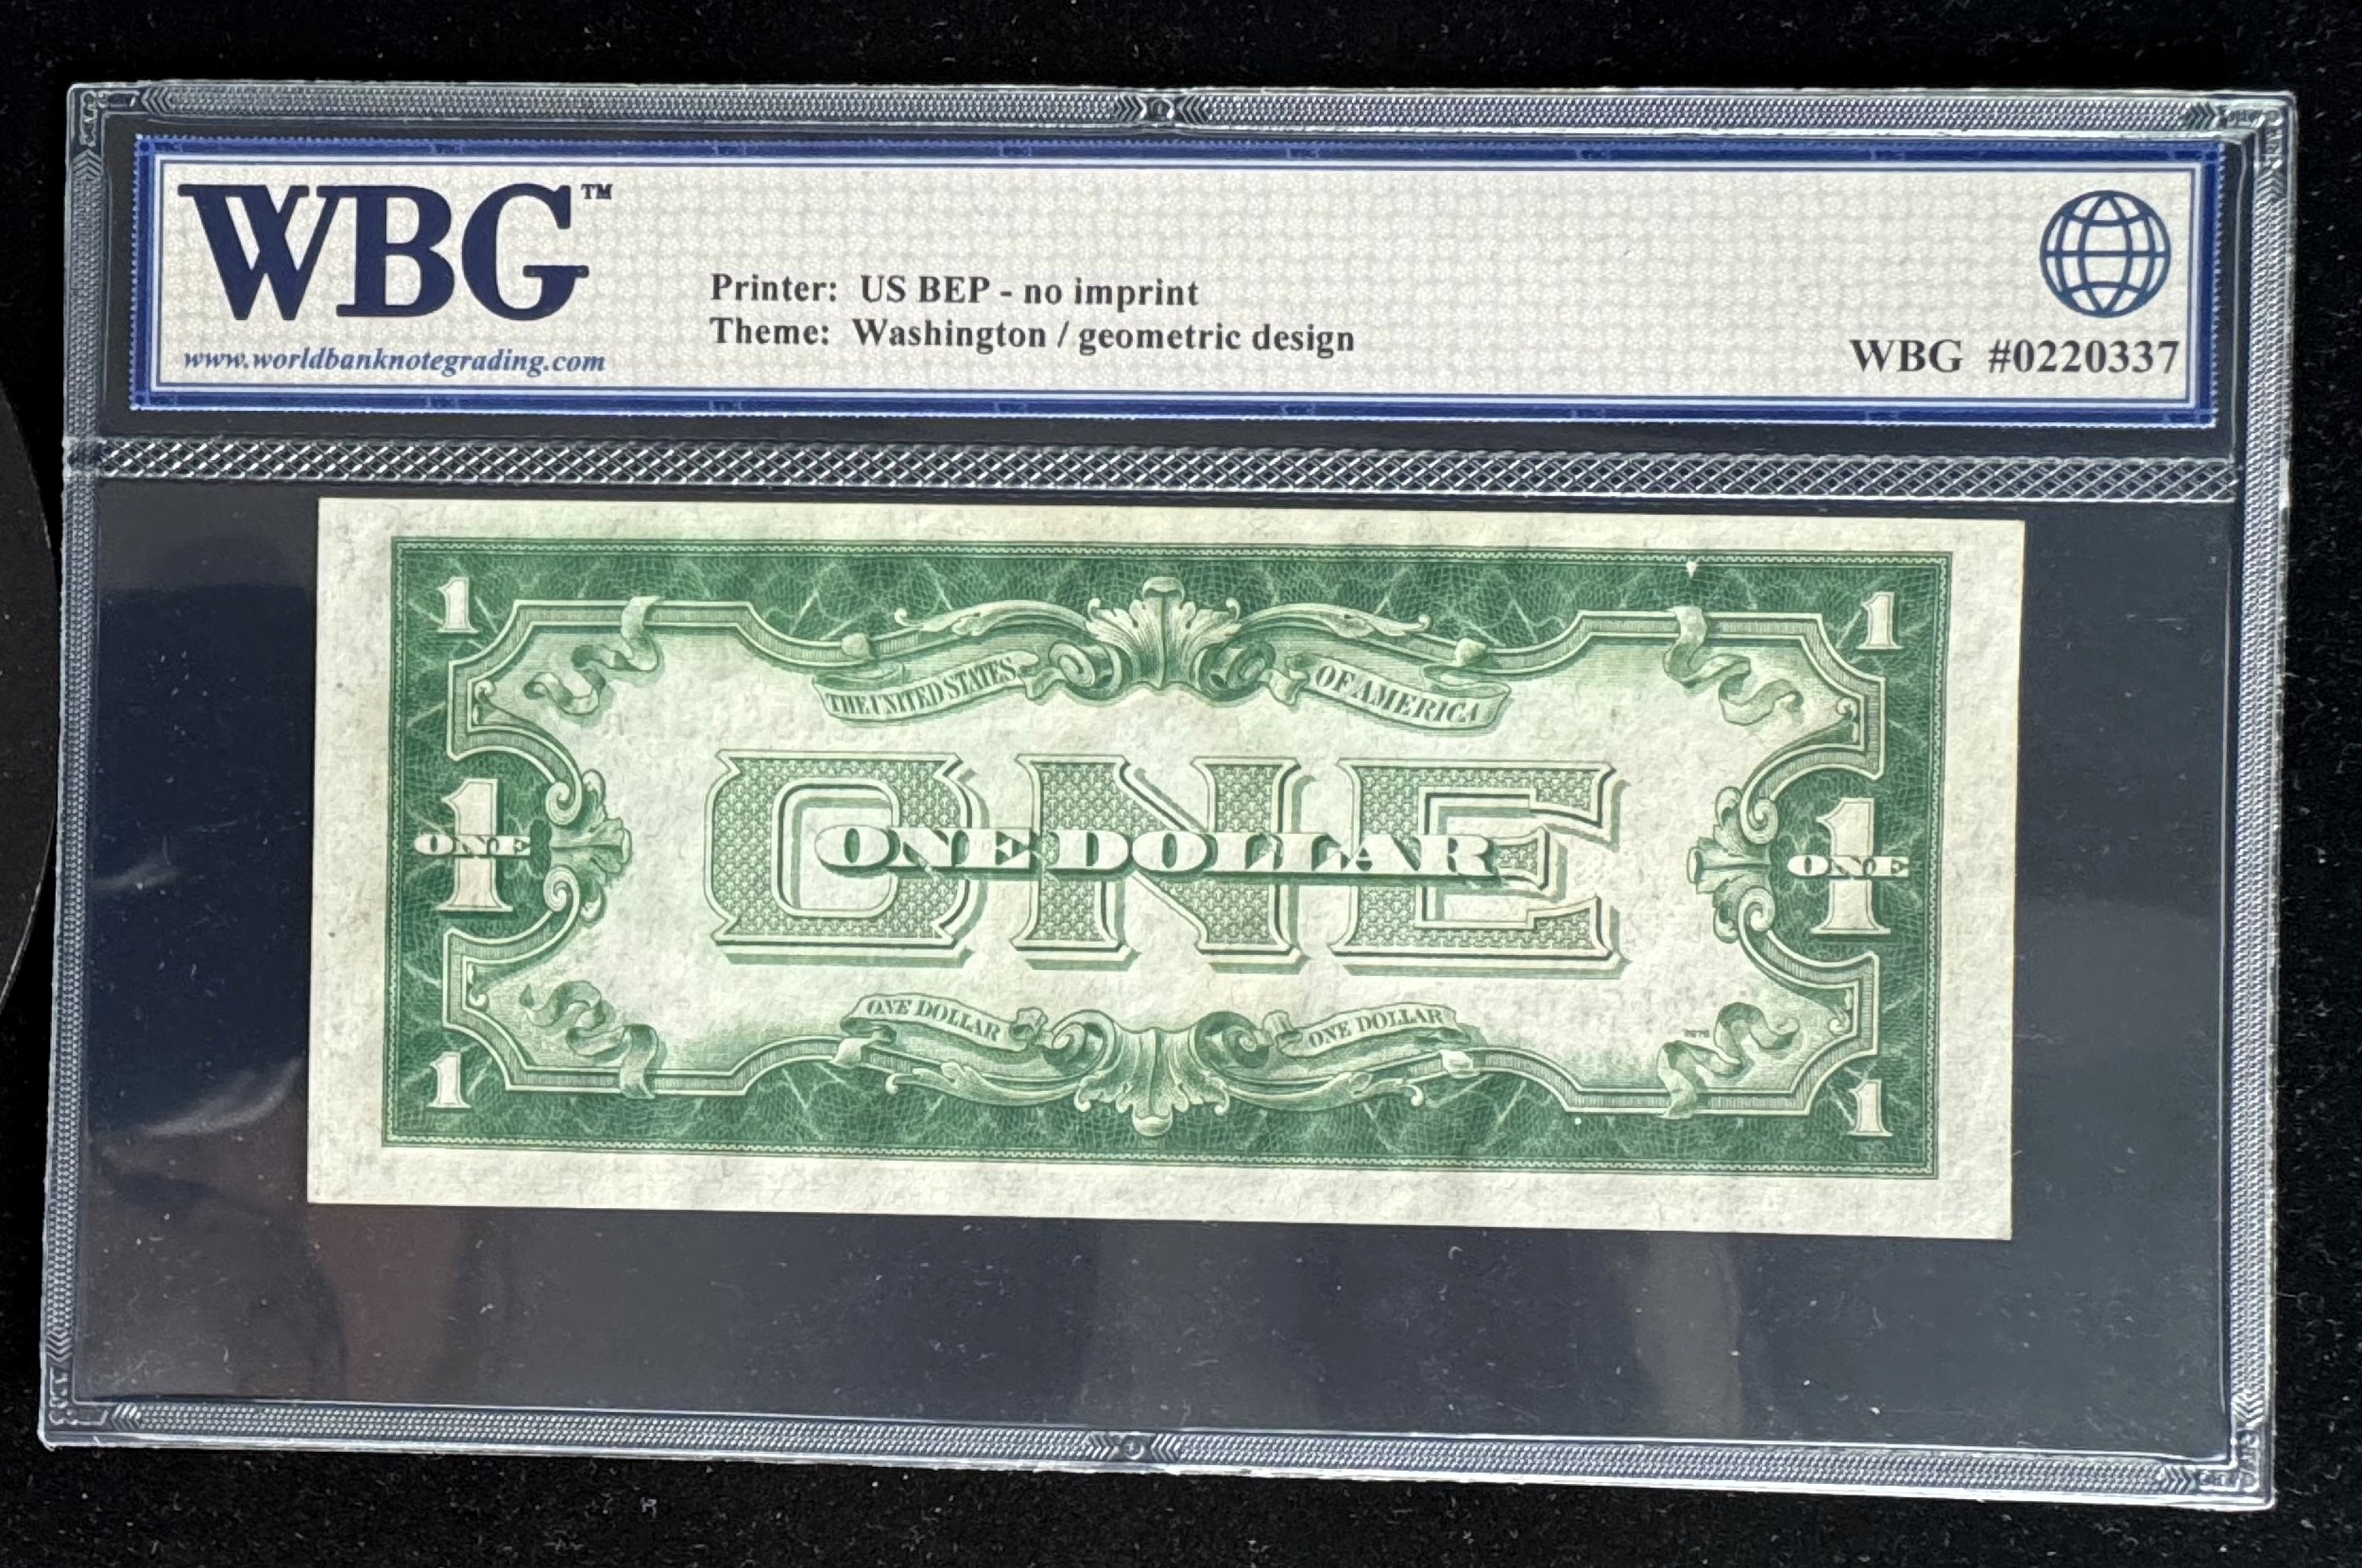 WBG™
www.worldbanknotegrading.com
Printer: US BEP - no imprint
Theme: Washington / geometric design
WBG #0220337
1
1
THE UNITED STATES
OF AMERICA
ONE
ONE DOLLAR
1
ONE
1
ONE
ONE DOLLAR
ONE DOLLAR
1
1